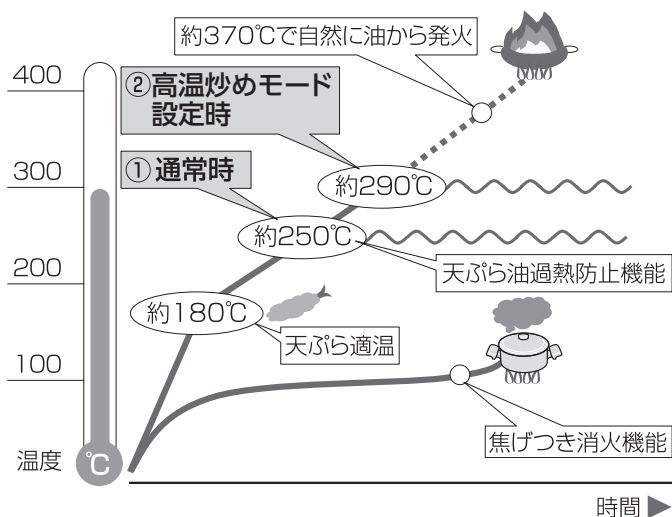 約370℃で自然に油から発火
400
②高温炒めモード
設定時
300
①通常時
約290℃
約250℃
200
天ぷら油過熱防止機能
約180℃
天ぷら適温
100
焦げつき消火機能
温度
℃
時間